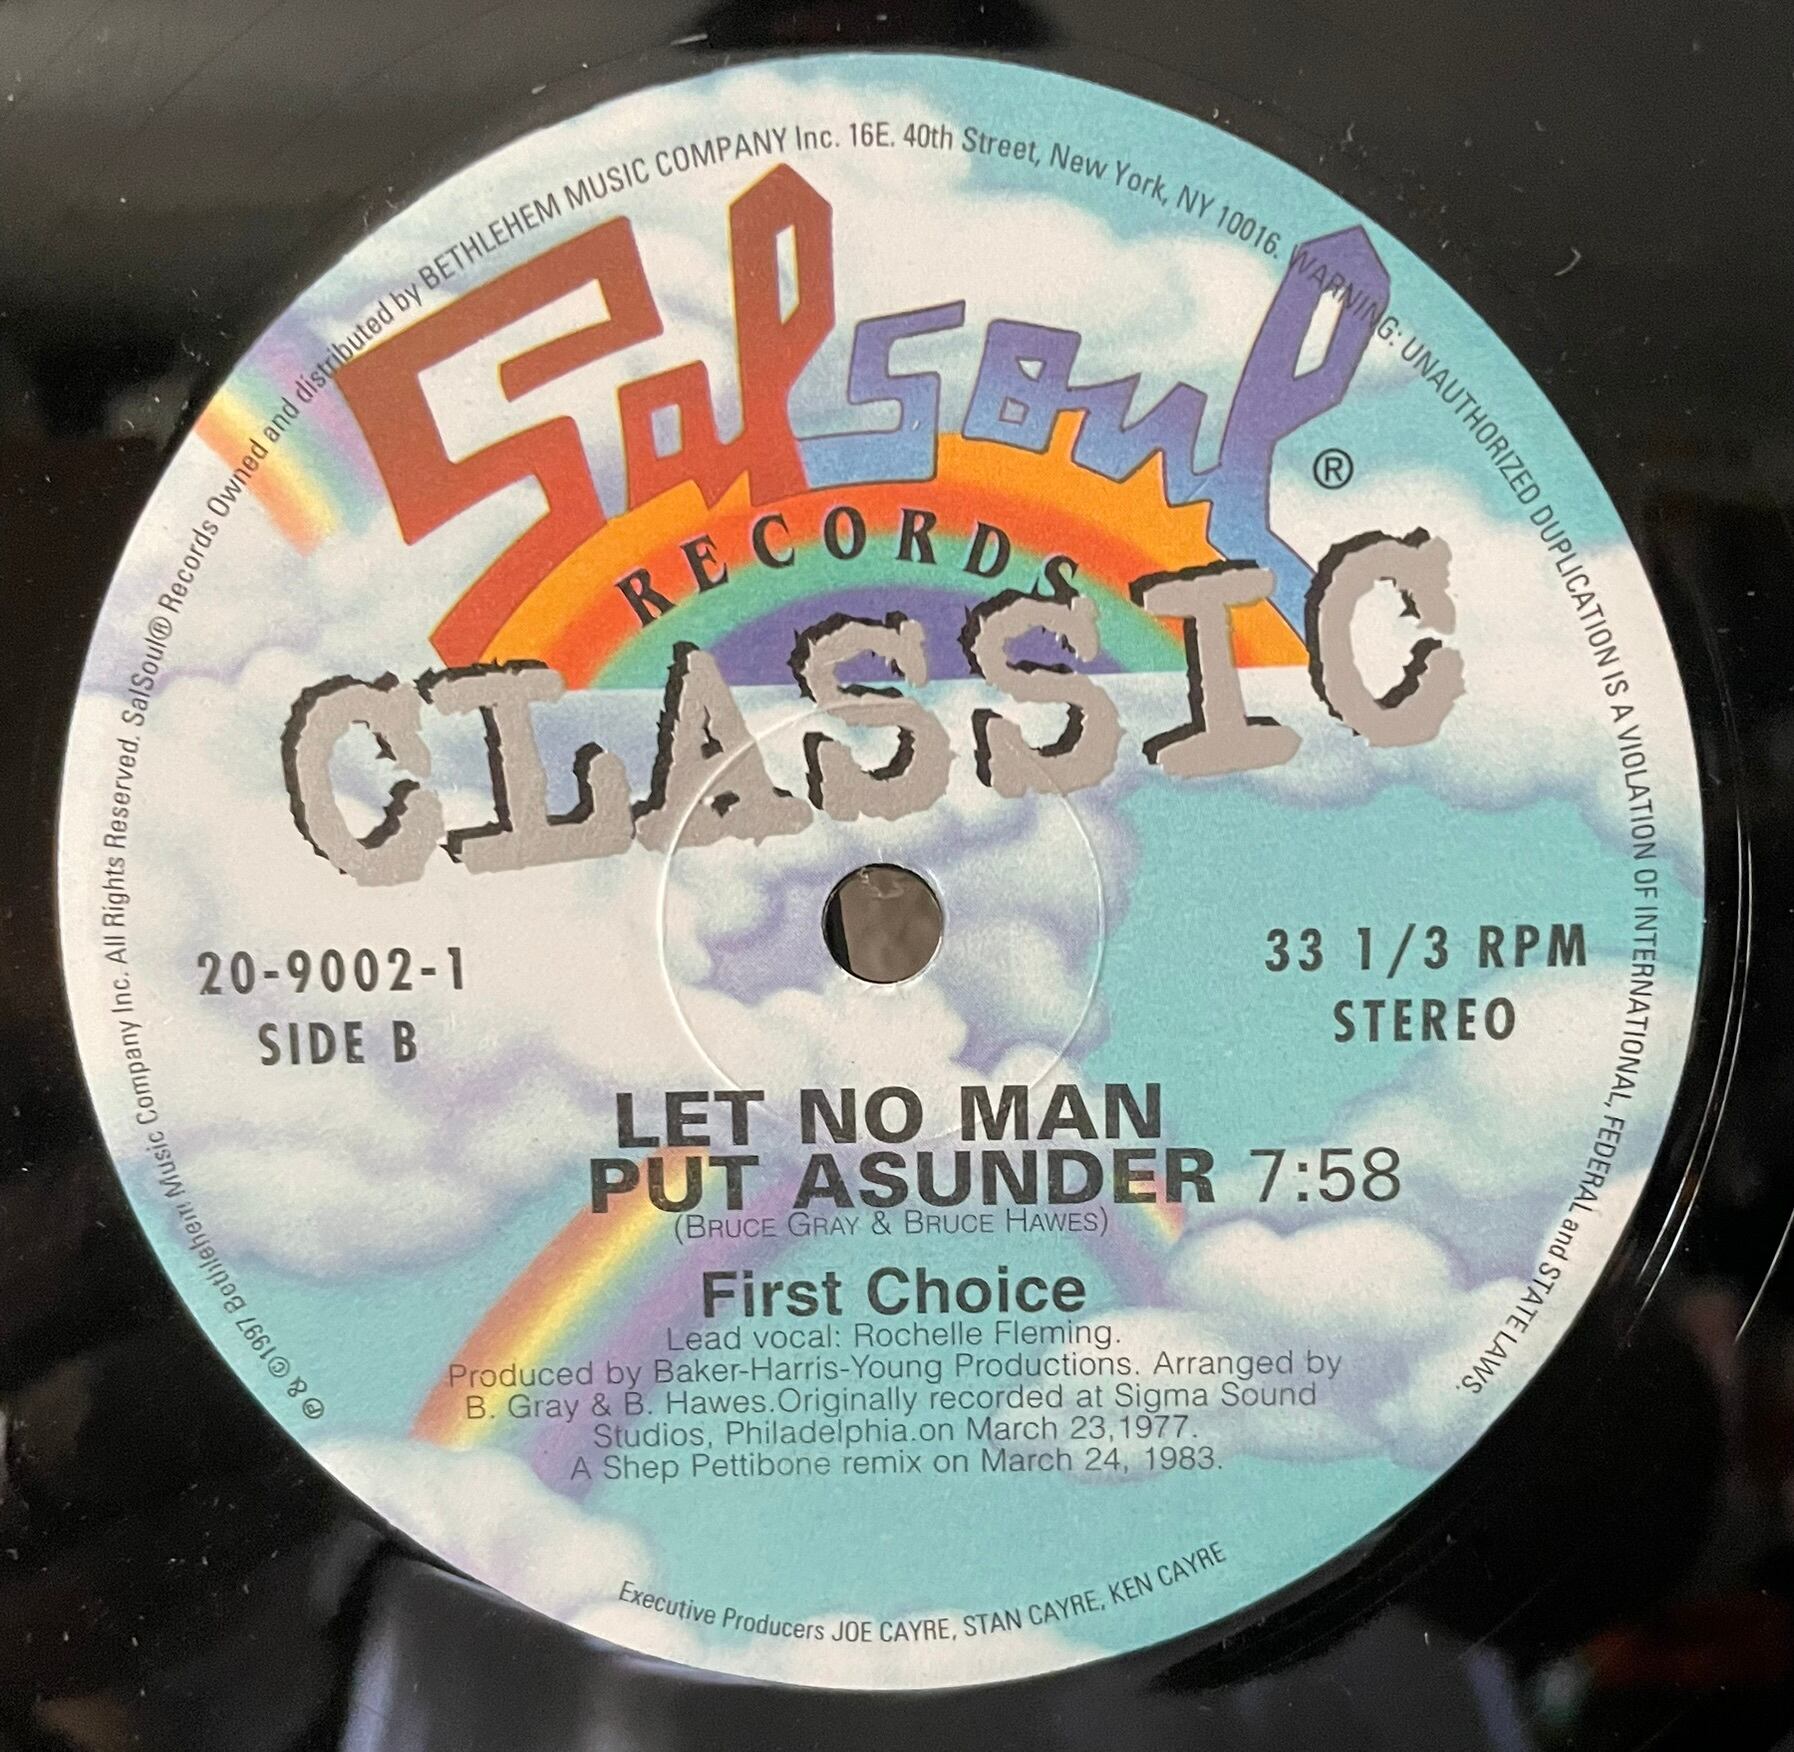 ℗ & ©1997 Bethlehem Music Company Inc. All Rights Reserved. SalSoul® Records Owned and distributed by BETHLEHEM MUSIC COMPANY Inc. 16E. 40th Street, New York, NY 10016. WARNING: UNAUTHORIZED DUPLICATION IS A VIOLATION OF INTERNATIONAL, FEDERAL and STATE LAWS.
Salsoul®
RECORDS
CLASSIC
20-9002-1
SIDE B
33 1/3 RPM
STEREO
LET NO MAN
PUT ASUNDER 7:58
(BRUCE GRAY & BRUCE HAWES)
First Choice
Lead vocal: Rochelle Fleming.
Produced by Baker-Harris-Young Productions. Arranged by
B. Gray & B. Hawes.Originally recorded at Sigma Sound
Studios, Philadelphia.on March 23,1977.
A Shep Pettibone remix on March 24, 1983.
Executive Producers JOE CAYRE, STAN CAYRE, KEN CAYRE